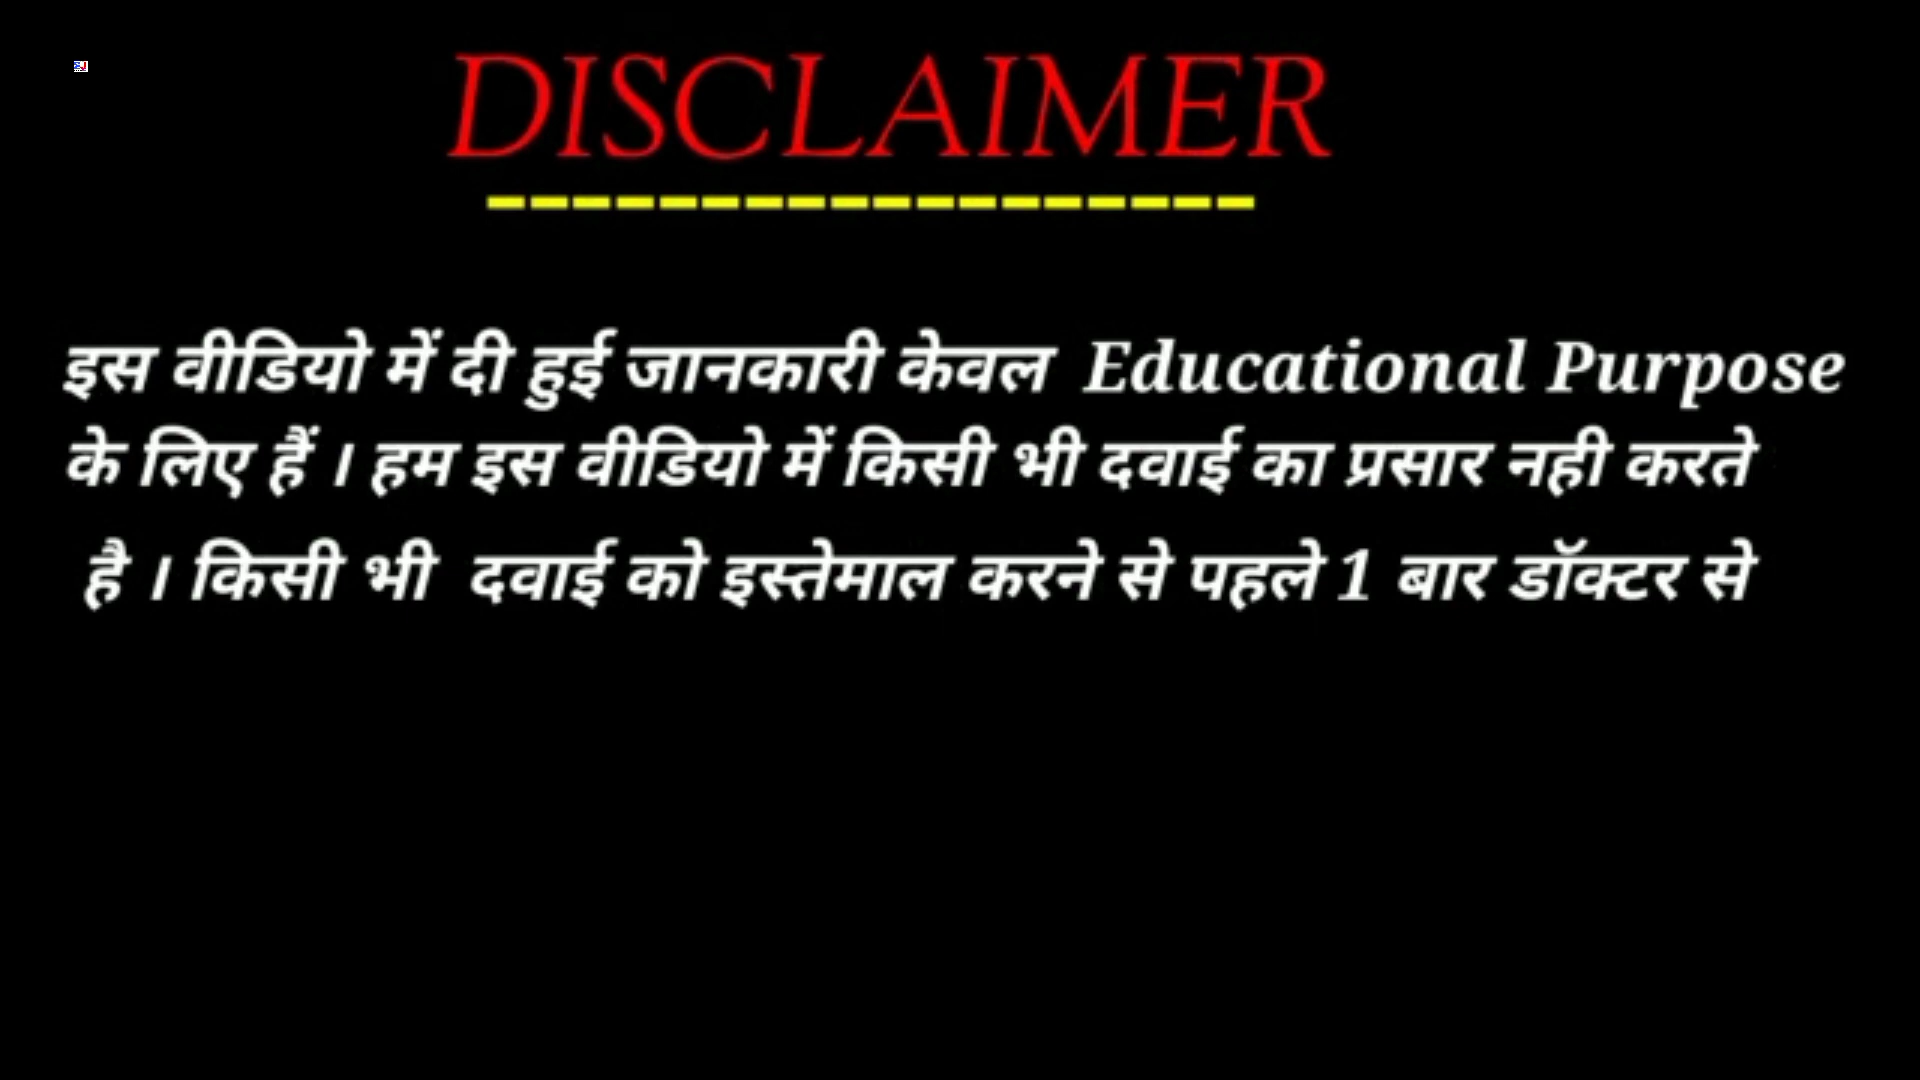 DISCLAIMER
------------------
इस वीडियो में दी हुई जानकारी केवल Educational Purpose
के लिए हैं । हम इस वीडियो में किसी भी दवाई का प्रसार नही करते
है । किसी भी दवाई को इस्तेमाल करने से पहले 1 बार डॉक्टर से